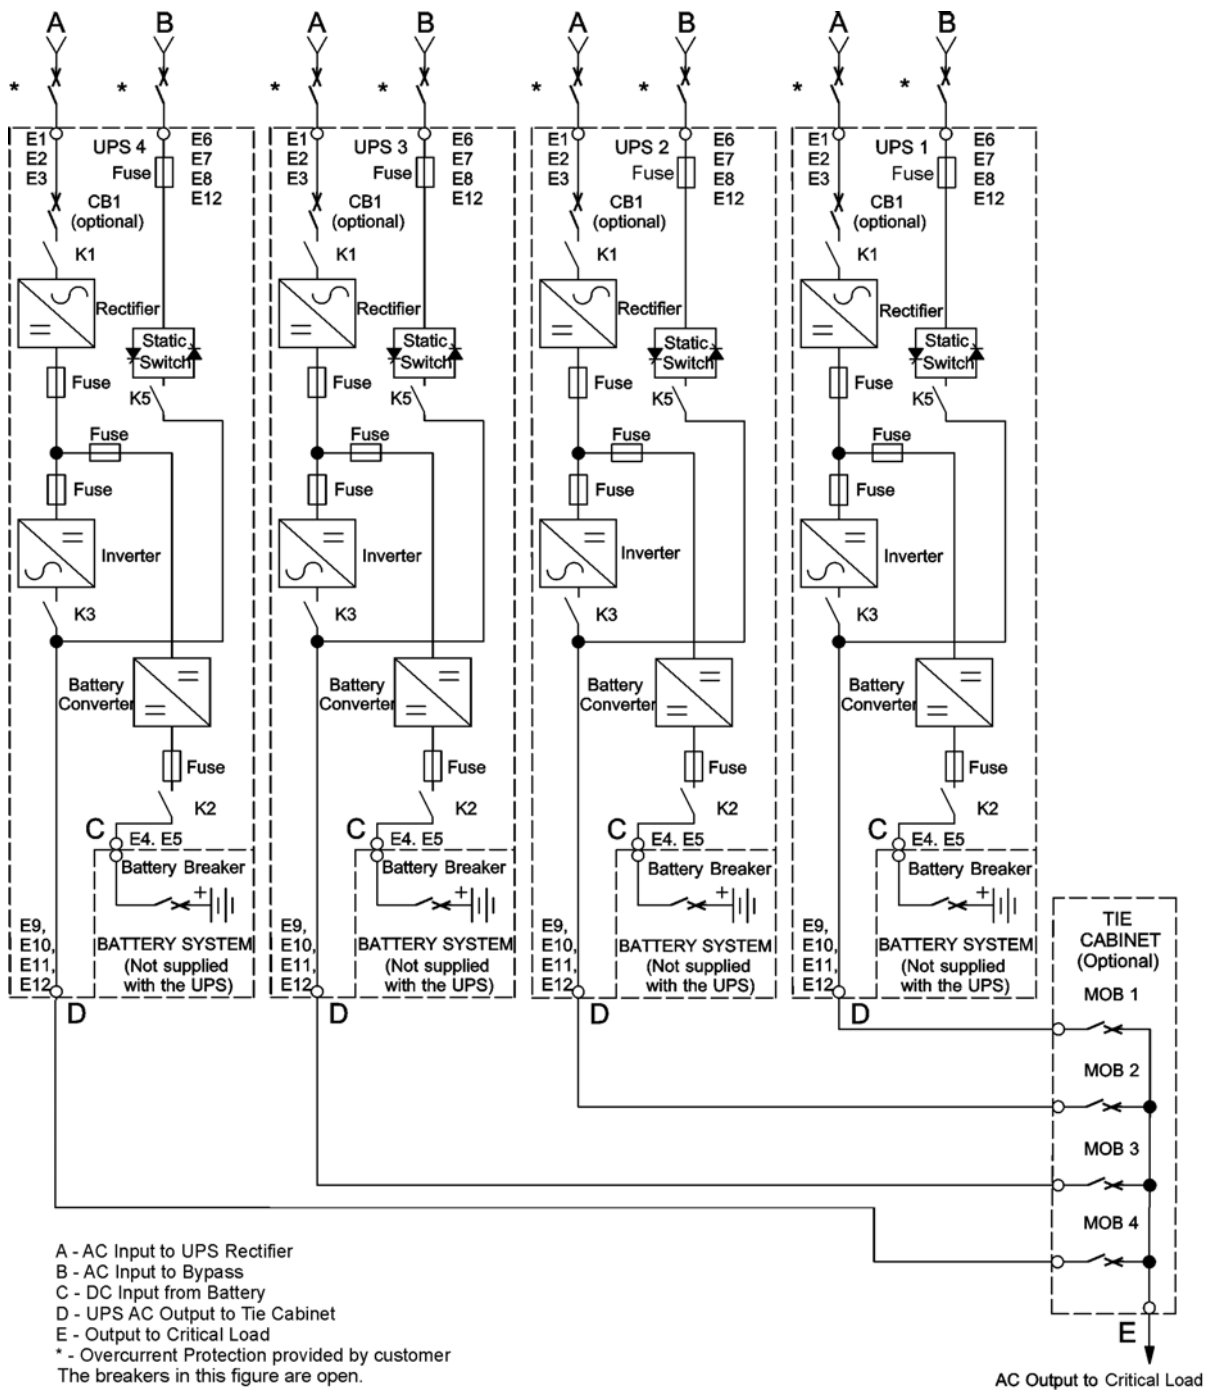 A B A B A B A B
* * * * * * * *
E1 E6 E1 E6 E1 E6 E1 E6
UPS 4 UPS 3 UPS 2 UPS 1
E2 E7 E2 E7 E2 E7 E2 E7
E3 Fuse E8 E3 Fuse E8 E3 Fuse E8 E3 Fuse E8
CB1 E12 CB1 E12 CB1 E12 CB1 E12
(optional) (optional) (optional) (optional)
K1 K1 K1 K1
Rectifier Rectifier Rectifier Rectifier
Static Static Static Static
Switch Switch Switch Switch
Fuse Fuse Fuse Fuse
K5 K5 K5 K5
Fuse Fuse Fuse Fuse
Fuse Fuse Fuse Fuse
Inverter Inverter Inverter Inverter
K3 K3 K3 K3
Battery Battery Battery Battery
Converter Converter Converter Converter
Fuse Fuse Fuse Fuse
K2 K2 K2 K2
C E4. E5 C E4. E5 C E4. E5 C E4. E5
Battery Breaker Battery Breaker Battery Breaker Battery Breaker
+ + + +
E9, E9, E9, E9,
E10, BATTERY SYSTEM E10, BATTERY SYSTEM E10, BATTERY SYSTEM E10, BATTERY SYSTEM
E11, (Not supplied E11, (Not supplied E11, (Not supplied E11, (Not supplied
E12 with the UPS) E12 with the UPS) E12 with the UPS) E12 with the UPS)
D D D D
TIE
CABINET
(Optional)
MOB 1
MOB 2
MOB 3
MOB 4
E
AC Output to Critical Load
A - AC Input to UPS Rectifier
B - AC Input to Bypass
C - DC Input from Battery
D - UPS AC Output to Tie Cabinet
E - Output to Critical Load
* - Overcurrent Protection provided by customer
The breakers in this figure are open.